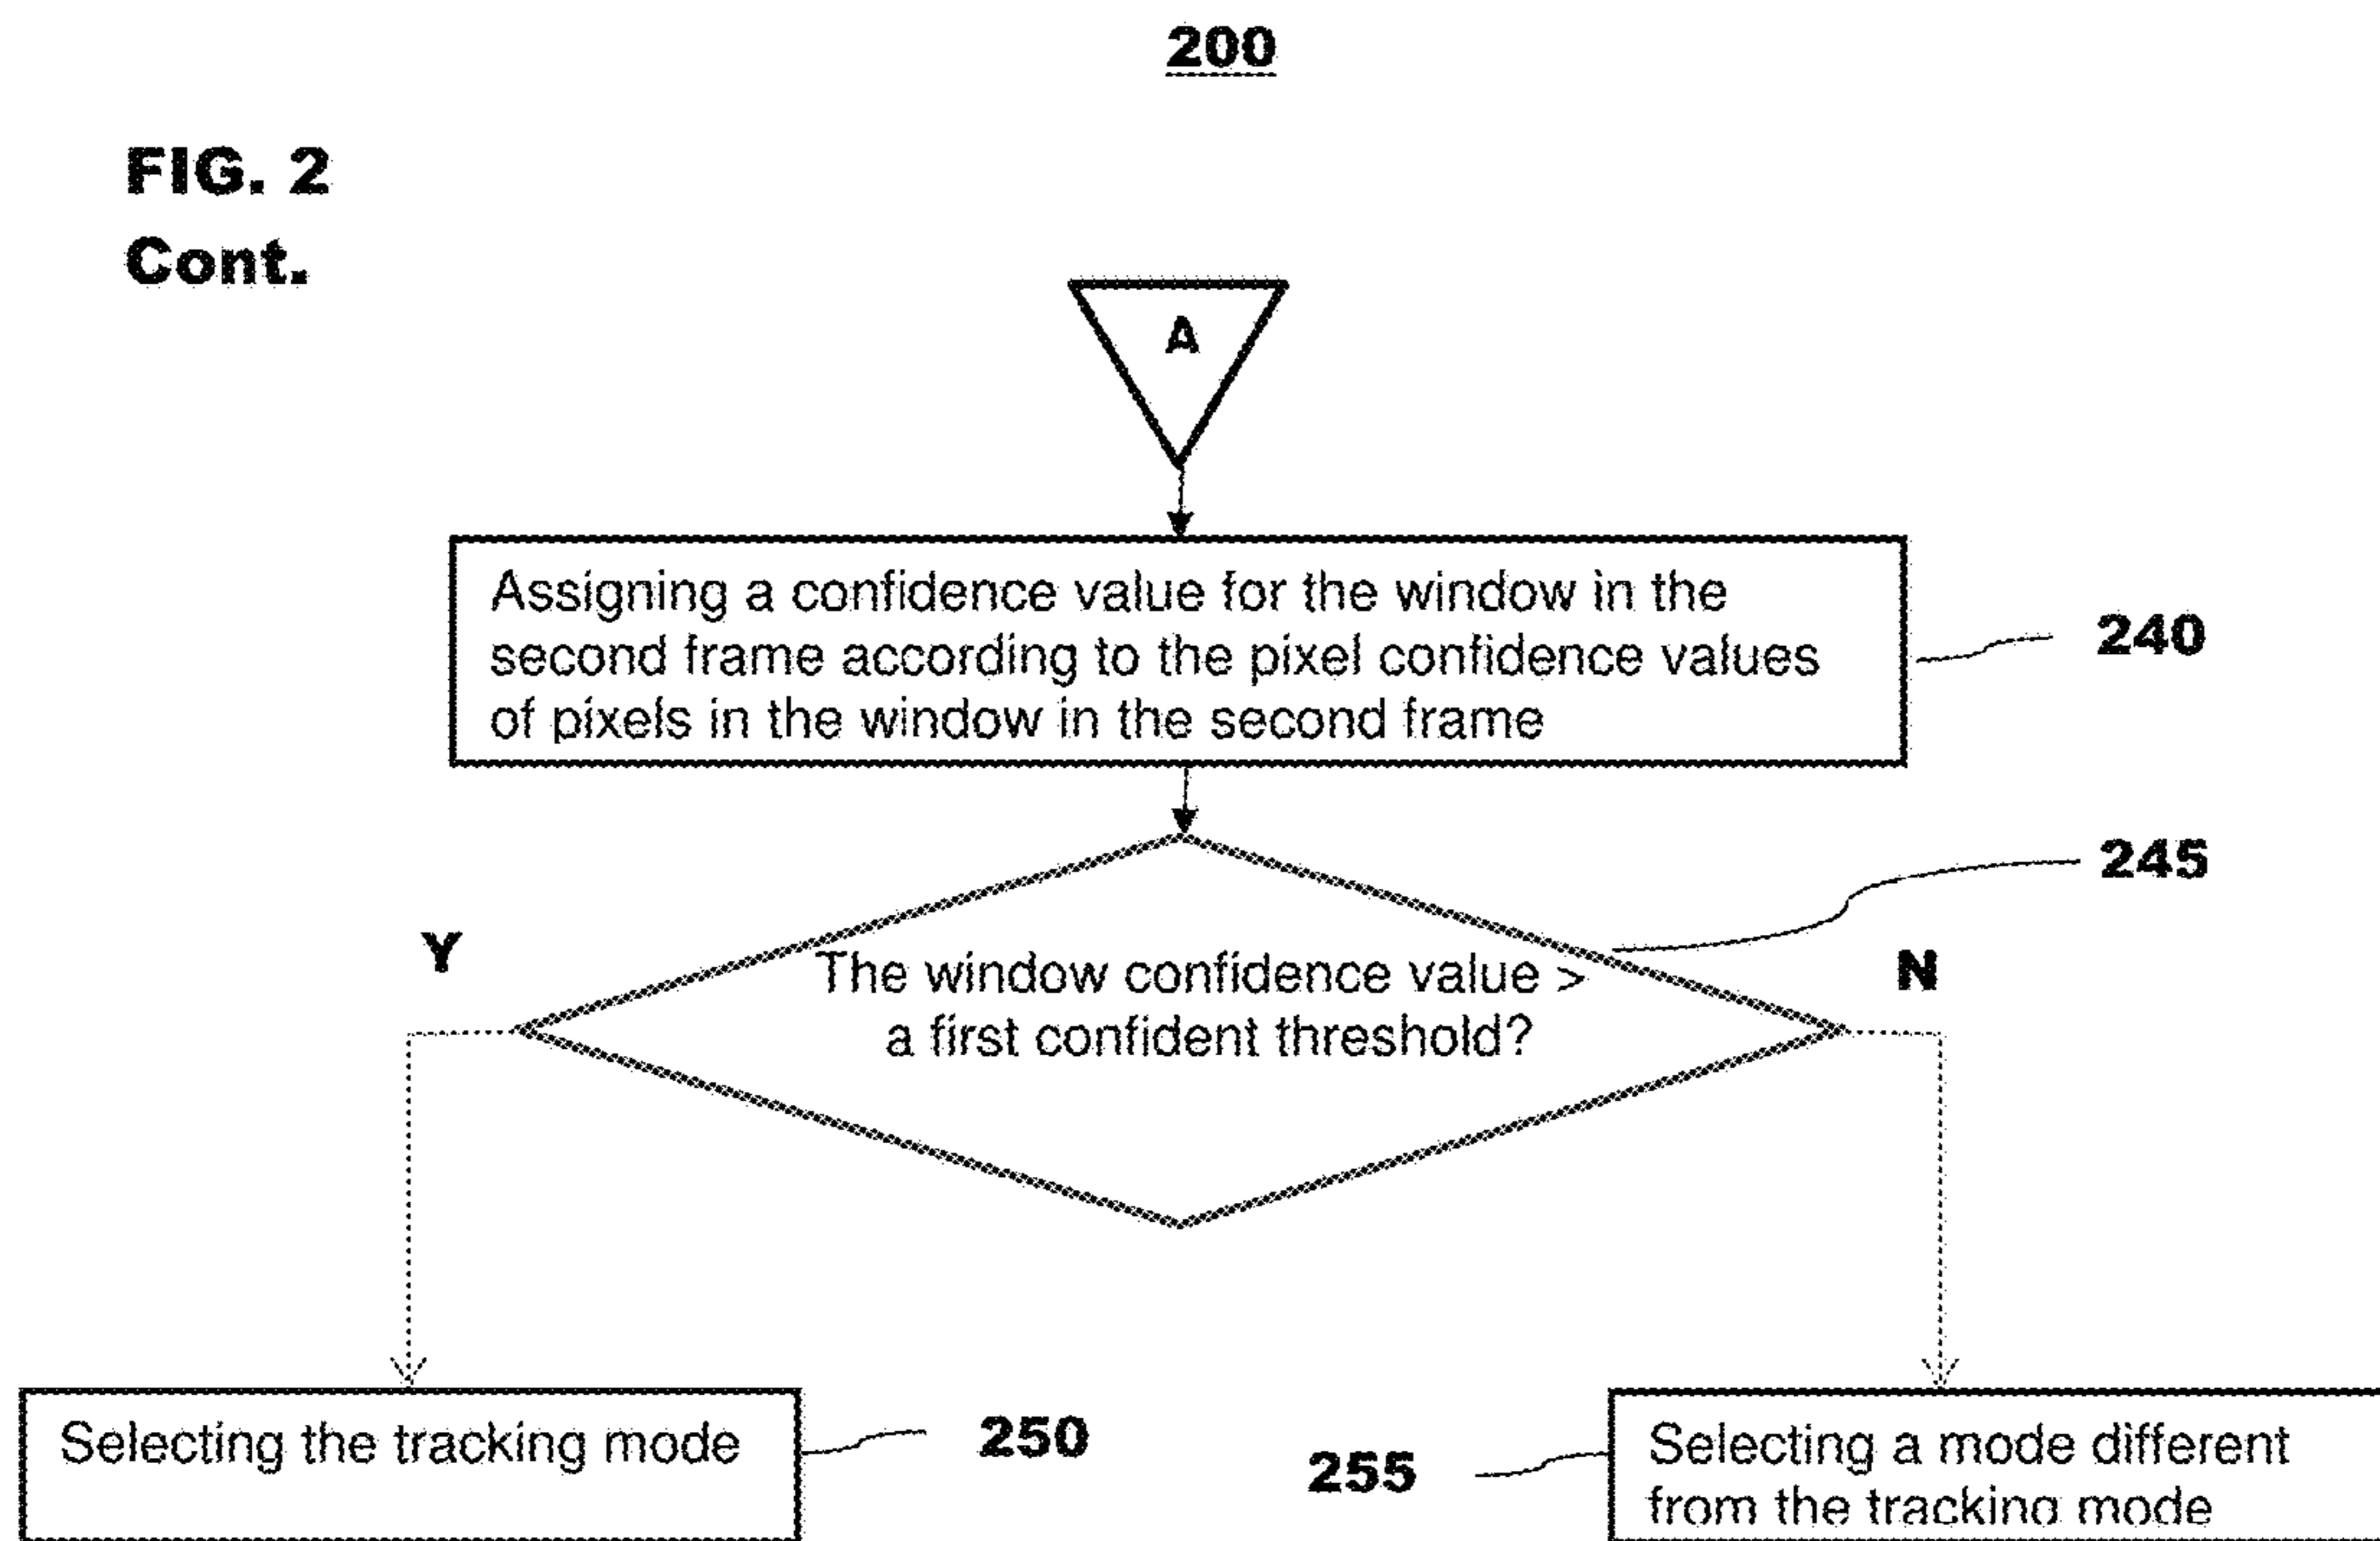 200
FIG. 2
Cont.
A
Assigning a confidence value for the window in the
second frame according to the pixel confidence values
of pixels in the window in the second frame
240
245
Y
N
The window confidence value >
a first confident threshold?
Selecting the tracking mode
250
255
Selecting a mode different
from the tracking mode